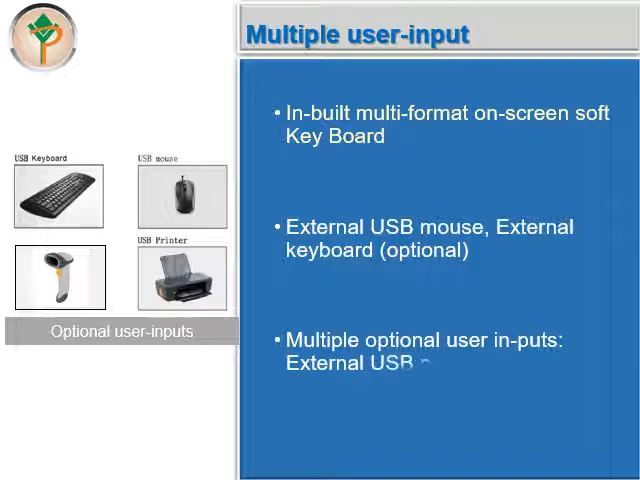 Multiple user-input
• In-built multi-format on-screen soft
Key Board
USB Keyboard
USB mouse
• External USB mouse, External
keyboard (optional)
USB Printer
Optional user-inputs
• Multiple optional user in-puts:
External USB